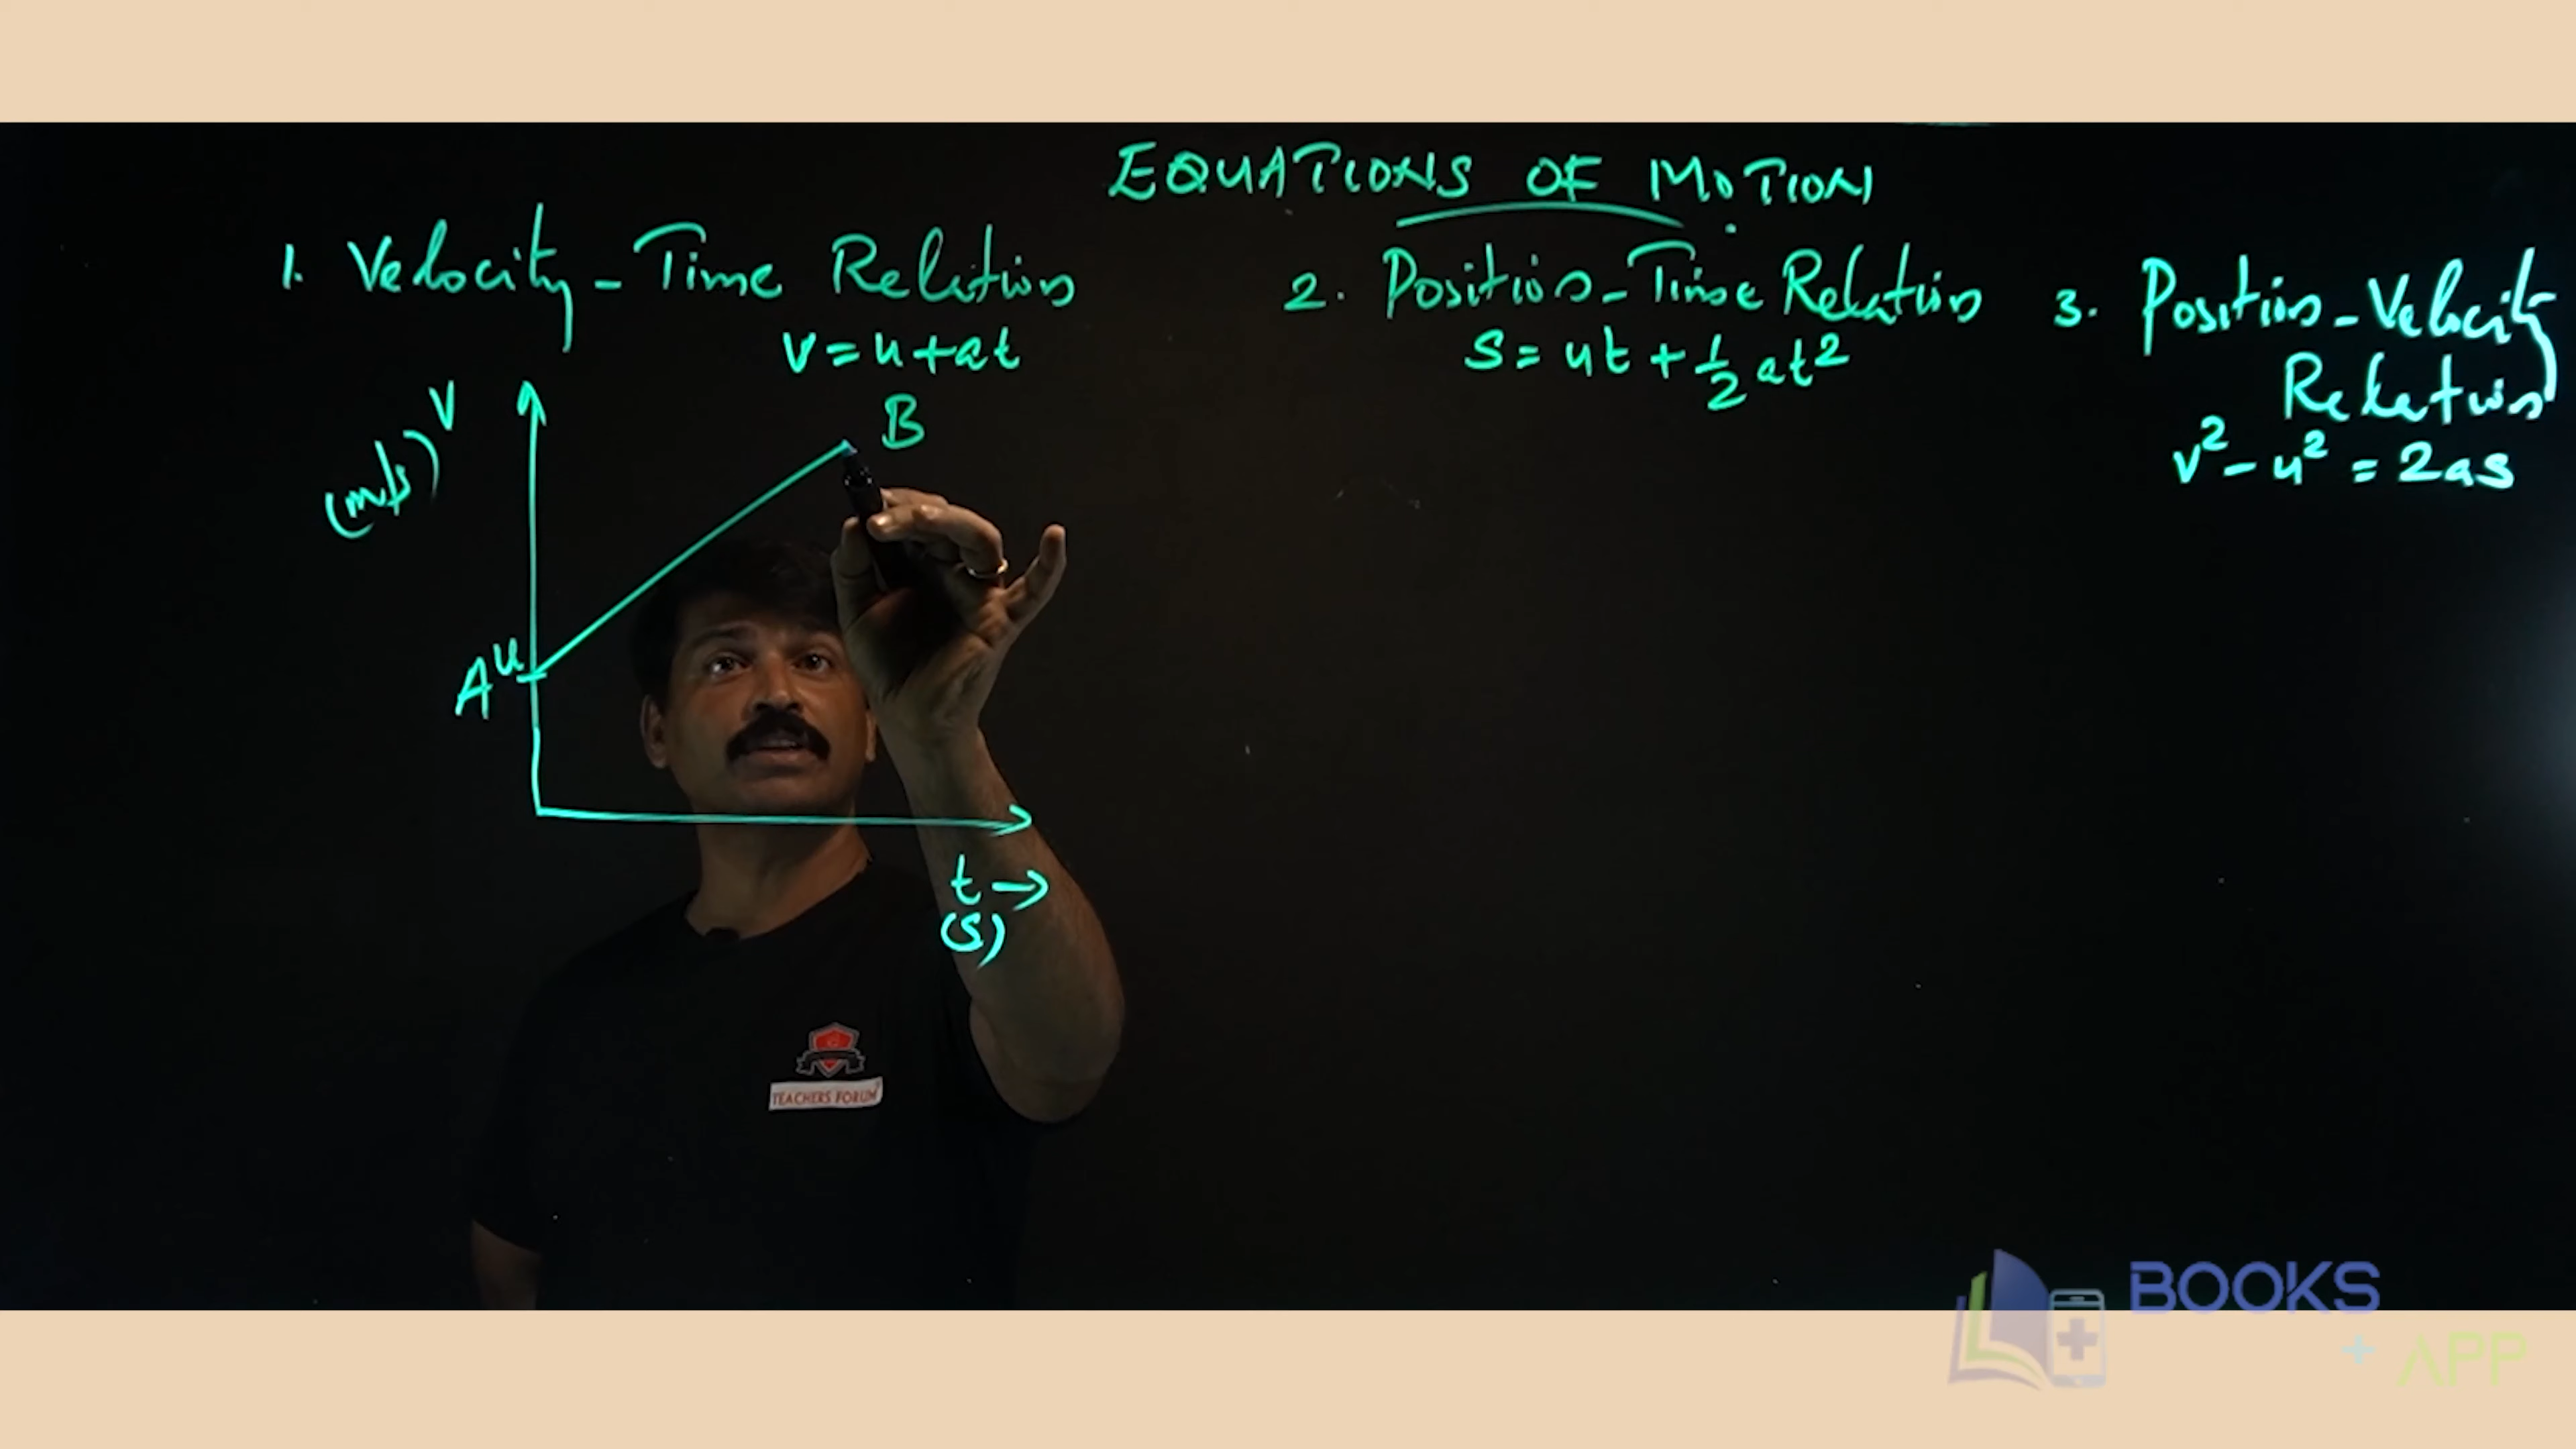 EQUATIONS OF MOTION
1. Velocity - Time Relation
v = u + at
2. Position - Time Relation
S = ut + 1/2 at²
3. Position - Velocity
Relation
v² - u² = 2as
V
(m/s)
B
A u
t →
(s)
TEACHERS FORUM
BOOKS
+ APP